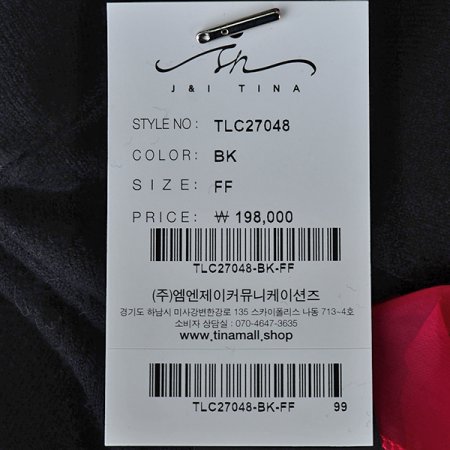 J & I TINA
STYLE NO : TLC27048
COLOR : BK
SIZE : FF
PRICE : ₩ 198,000
TLC27048-BK-FF
(주)엠엔제이커뮤니케이션즈
경기도 하남시 미사강변한강로 135 스카이폴리스 나동 713~4호
소비자 상담실 : 070-4647-3635
www.tinamall.shop
TLC27048-BK-FF 99